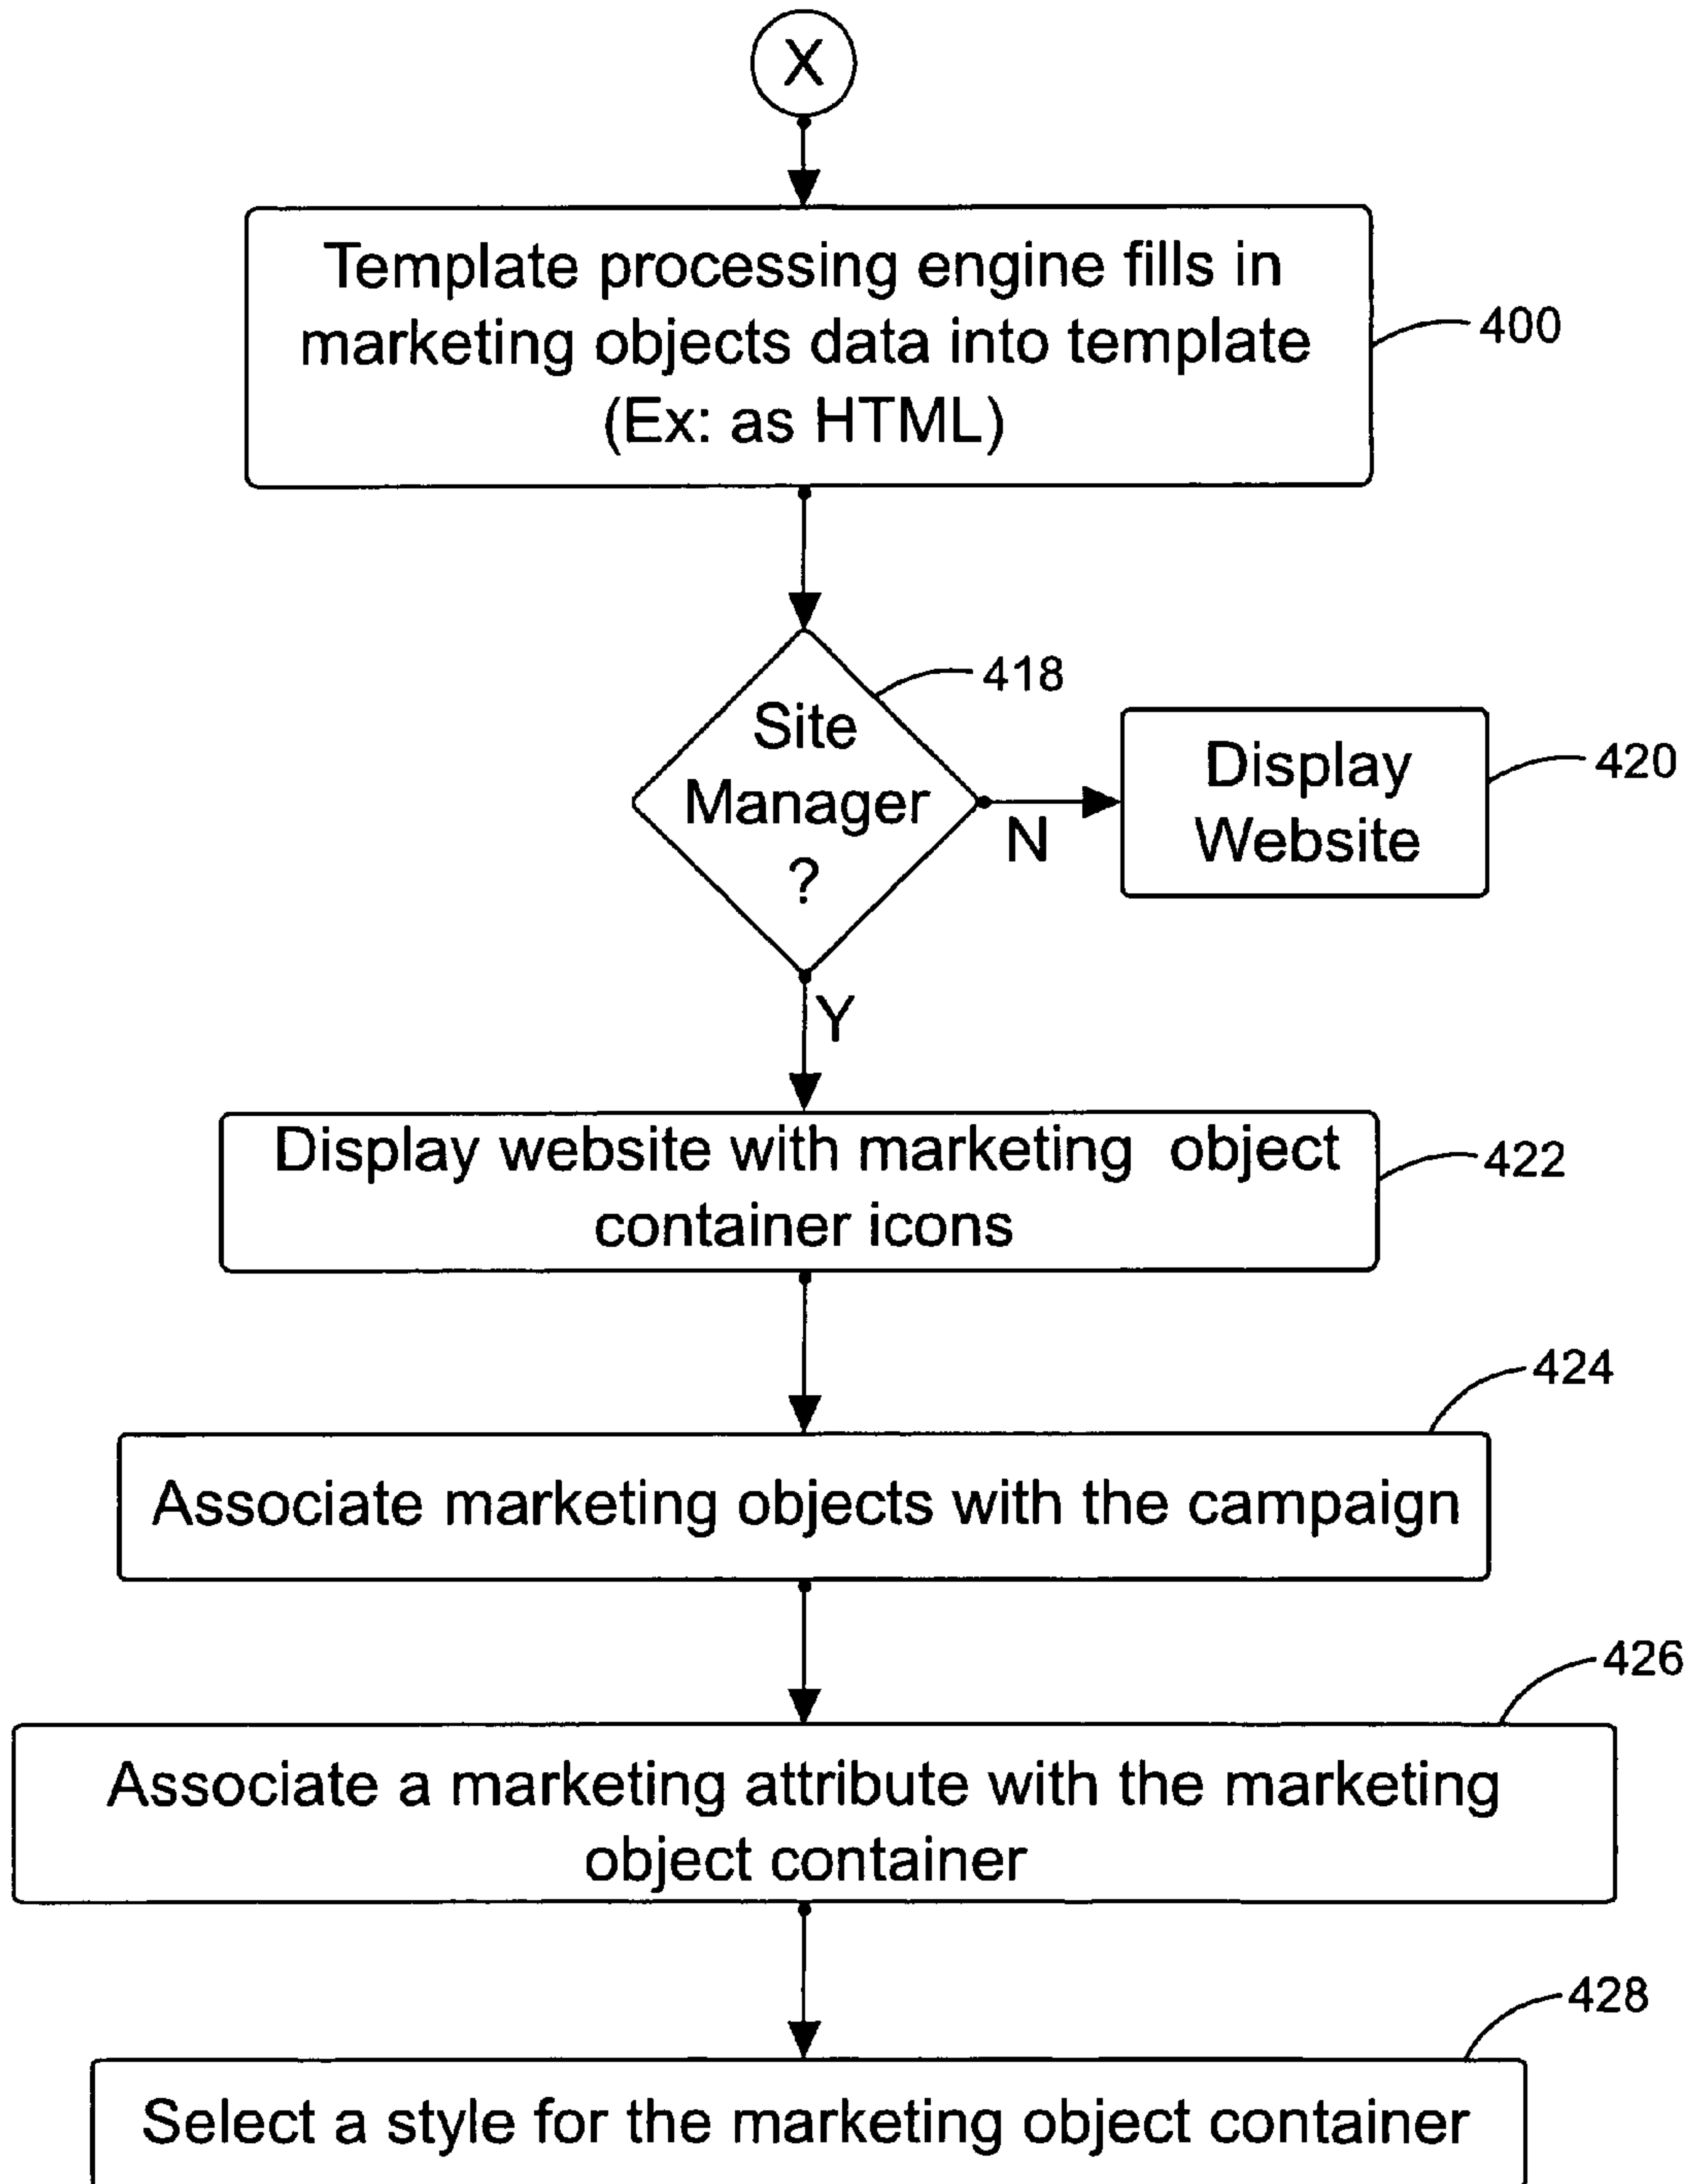 X
Template processing engine fills in
marketing objects data into template
(Ex: as HTML)
400
418
Site
Manager
?
N
Display
Website
420
Y
Display website with marketing object
container icons
422
424
Associate marketing objects with the campaign
426
Associate a marketing attribute with the marketing
object container
428
Select a style for the marketing object container